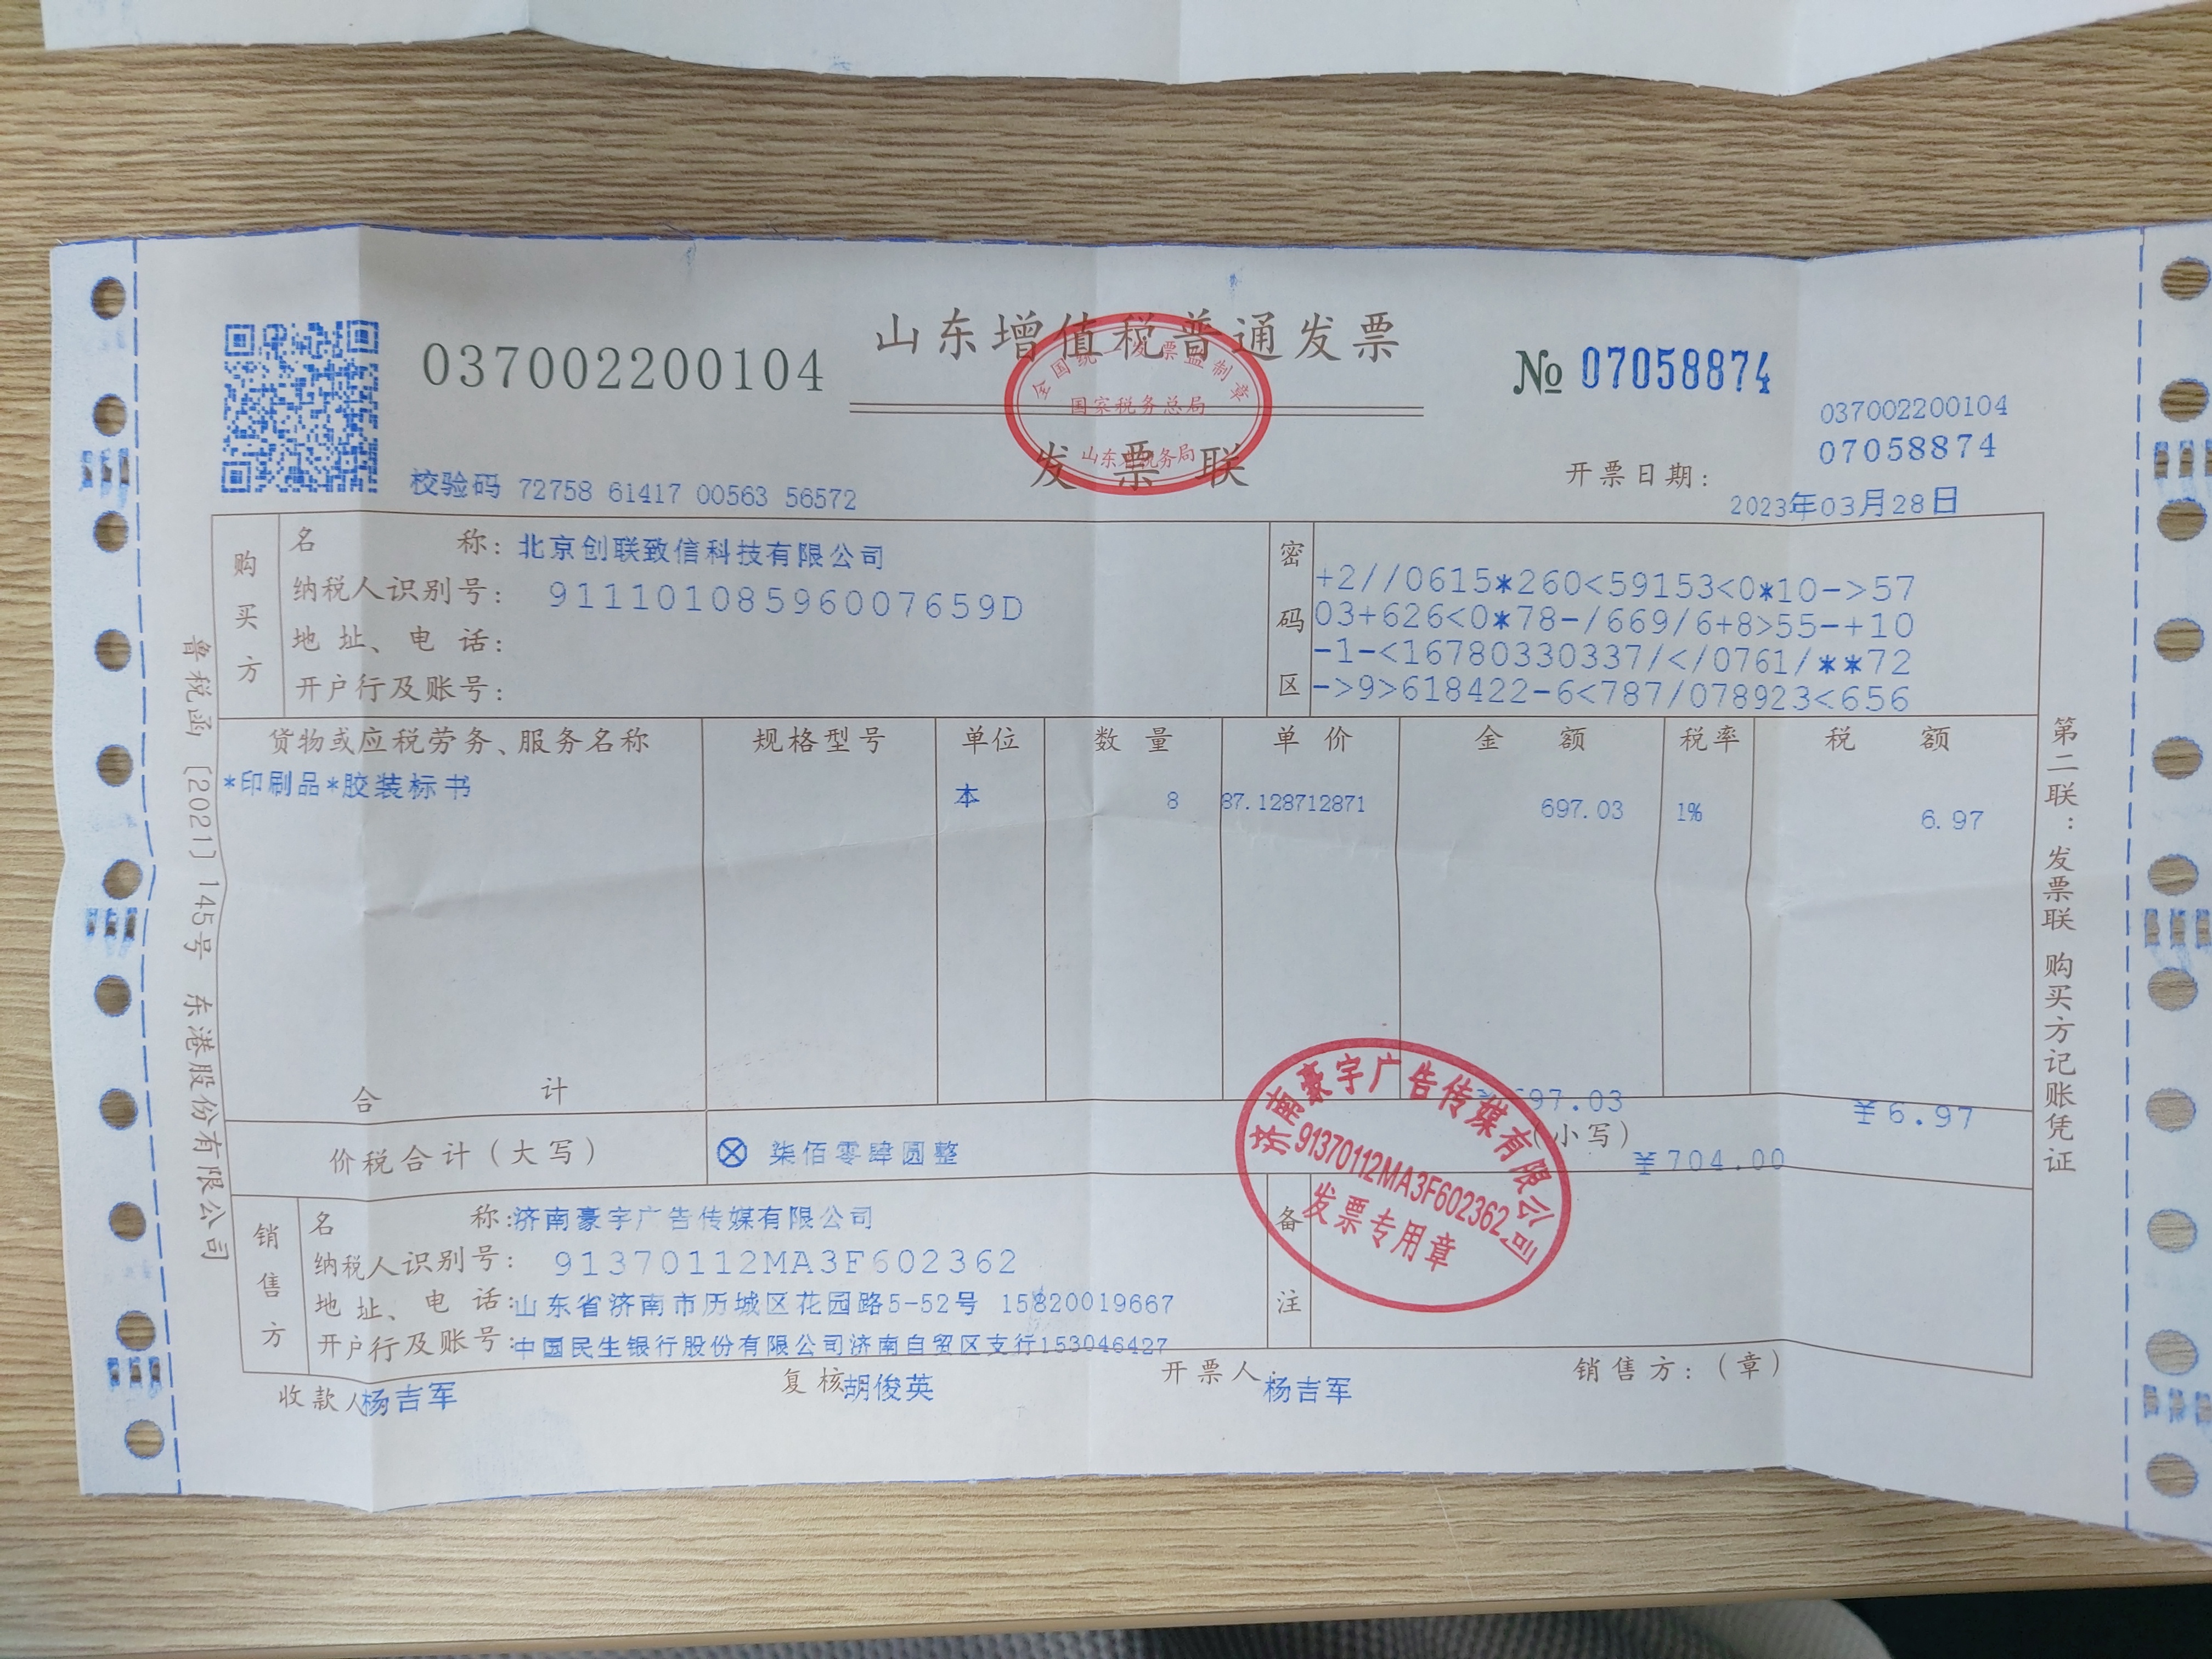 山东增值税普通发票
037002200104
№ 07058874
037002200104
07058874
全国统一发票监制章
国家税务总局
山东省税务局
发票联
校验码 72758 61417 00563 56572
开票日期:
2023年03月28日
购买方
名 称: 北京创联致信科技有限公司
纳税人识别号: 91110108596007659D
地 址、电 话:
开户行及账号:
密码区
+2//0615*260<59153<0*10->57
03+626<0*78-/669/6+8>55-+10
-1-<16780330337/</0761/**72
->9>618422-6<787/078923<656
货物或应税劳务、服务名称 规格型号 单位 数 量 单 价 金 额 税率 税 额
*印刷品*胶装标书 本 8 87.128712871 697.03 1% 6.97
合 计 97.03 ¥6.97
价税合计(大写) ⊗ 柒佰零肆圆整 (小写) ¥704.00
销售方
名 称: 济南豪宇广告传媒有限公司
纳税人识别号: 91370112MA3F602362
地 址、电 话: 山东省济南市历城区花园路5-52号 15820019667
开户行及账号: 中国民生银行股份有限公司济南自贸区支行153046427
备注
济南豪宇广告传媒有限公司
91370112MA3F602362
发票专用章
收款人 杨吉军 复核 胡俊英 开票人: 杨吉军 销售方:(章)
鲁税函〔2021〕145号 东港股份有限公司
第二联:发票联 购买方记账凭证